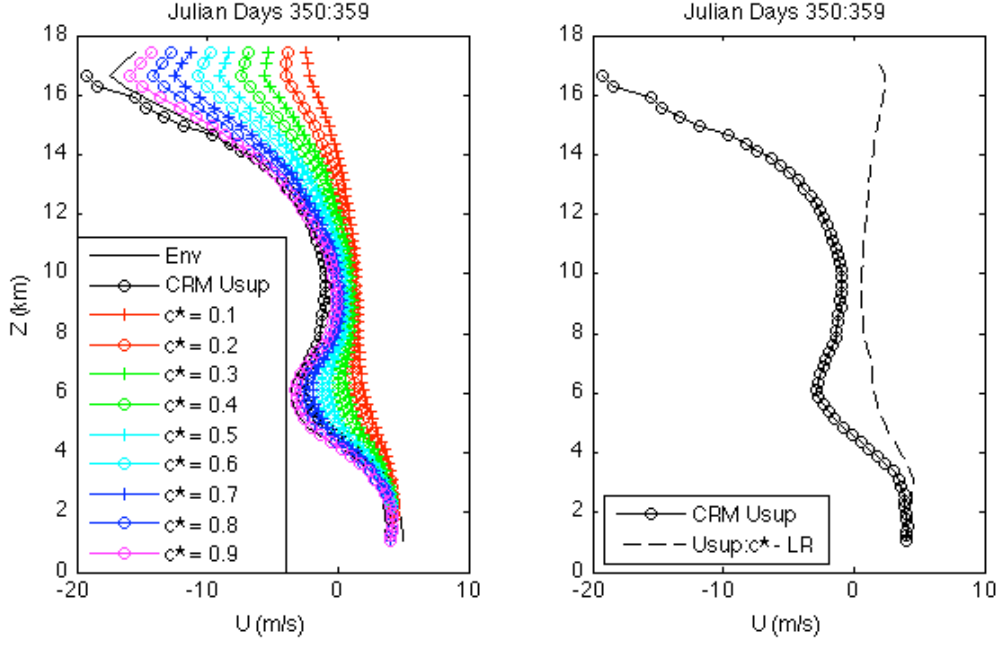 Julian Days 350:359
18
16
14
12
10
8
6
4
2
0
Z (km)
-20
-10
0
10
U (m/s)
Env
CRM Usup
c* = 0.1
c* = 0.2
c* = 0.3
c* = 0.4
c* = 0.5
c* = 0.6
c* = 0.7
c* = 0.8
c* = 0.9
Julian Days 350:359
18
16
14
12
10
8
6
4
2
0
-20
-10
0
10
U (m/s)
CRM Usup
Usup:c* - LR